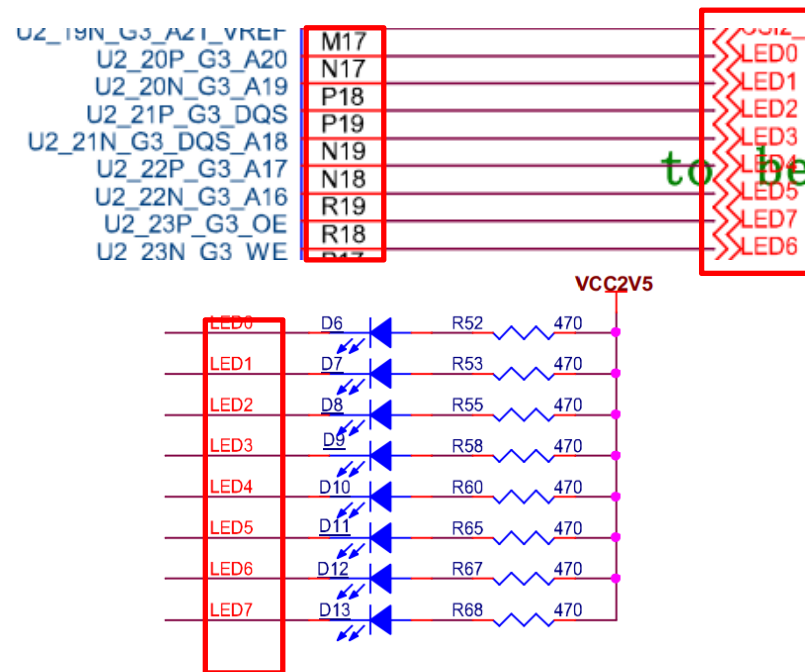 U2_19N_G3_A21_VREF
U2_20P_G3_A20 M17 LED0
U2_20N_G3_A19 N17 LED1
U2_21P_G3_DQS P18 LED2
U2_21N_G3_DQS_A18 P19 LED3
U2_22P_G3_A17 N19 LED4
to be
U2_22N_G3_A16 N18 LED5
U2_23P_G3_OE R19 LED7
U2_23N_G3_WE R18 LED6
VCC2V5
LED0 D6 R52 470
LED1 D7 R53 470
LED2 D8 R55 470
LED3 D9 R58 470
LED4 D10 R60 470
LED5 D11 R65 470
LED6 D12 R67 470
LED7 D13 R68 470